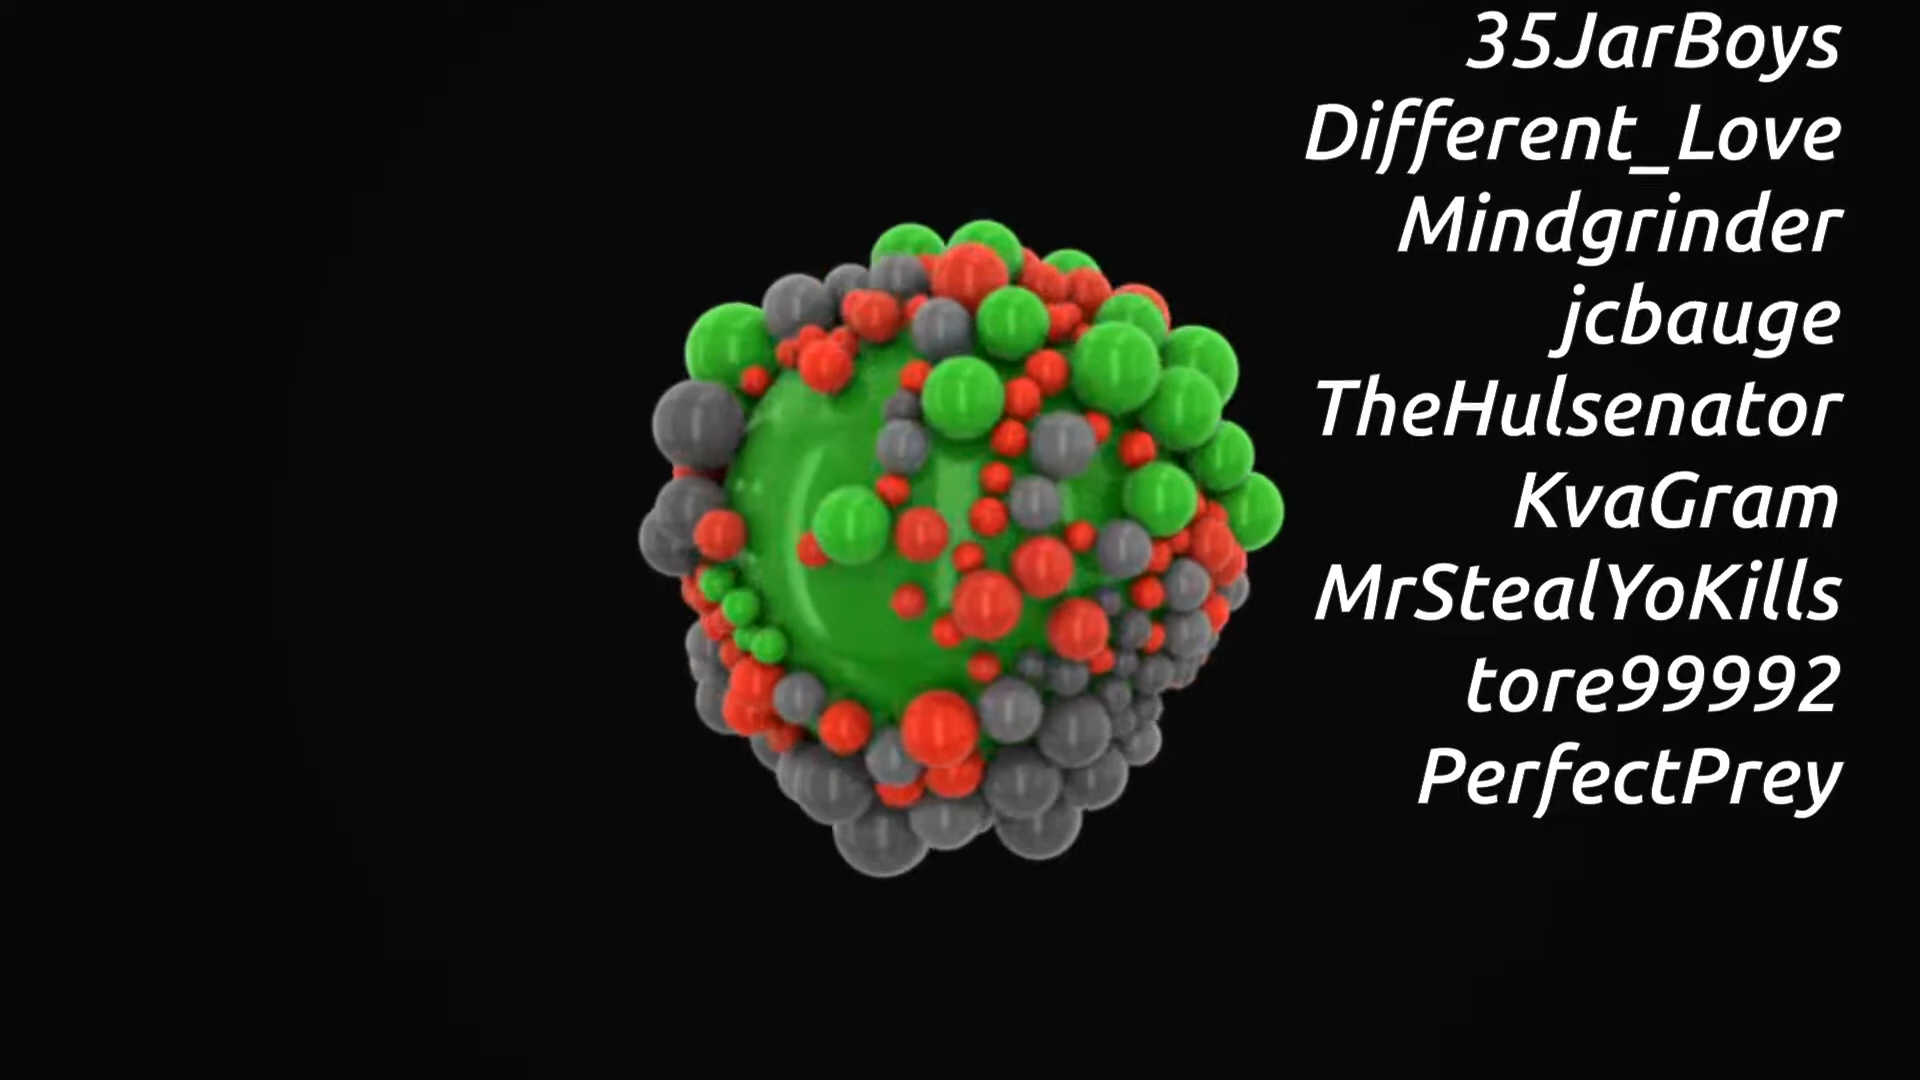 35JarBoys
Different_Love
Mindgrinder
jcbauge
TheHulsenator
KvaGram
MrStealYoKills
tore99992
PerfectPrey